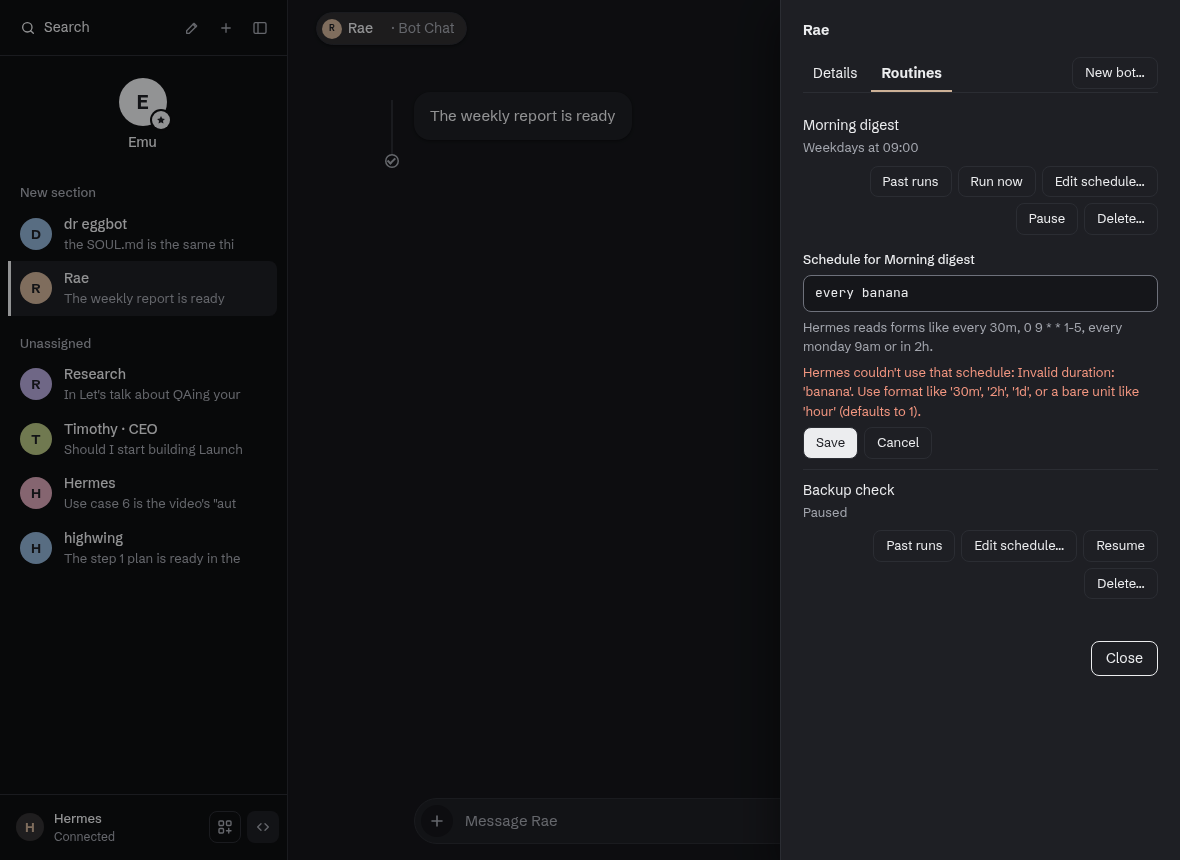 Search
E
Emu
New section
D
dr eggbot
the SOUL.md is the same thi
R
Rae
The weekly report is ready
Unassigned
R
Research
In Let's talk about QAing your
T
Timothy · CEO
Should I start building Launch
H
Hermes
Use case 6 is the video's "aut
H
highwing
The step 1 plan is ready in the
H
Hermes
Connected
R
Rae · Bot Chat
The weekly report is ready
Message Rae
Rae
Details Routines New bot...
Morning digest
Weekdays at 09:00
Past runs Run now Edit schedule...
Pause Delete...
Schedule for Morning digest
every banana
Hermes reads forms like every 30m, 0 9 * * 1-5, every
monday 9am or in 2h.
Hermes couldn't use that schedule: Invalid duration:
'banana'. Use format like '30m', '2h', '1d', or a bare unit like
'hour' (defaults to 1).
Save Cancel
Backup check
Paused
Past runs Edit schedule... Resume
Delete...
Close